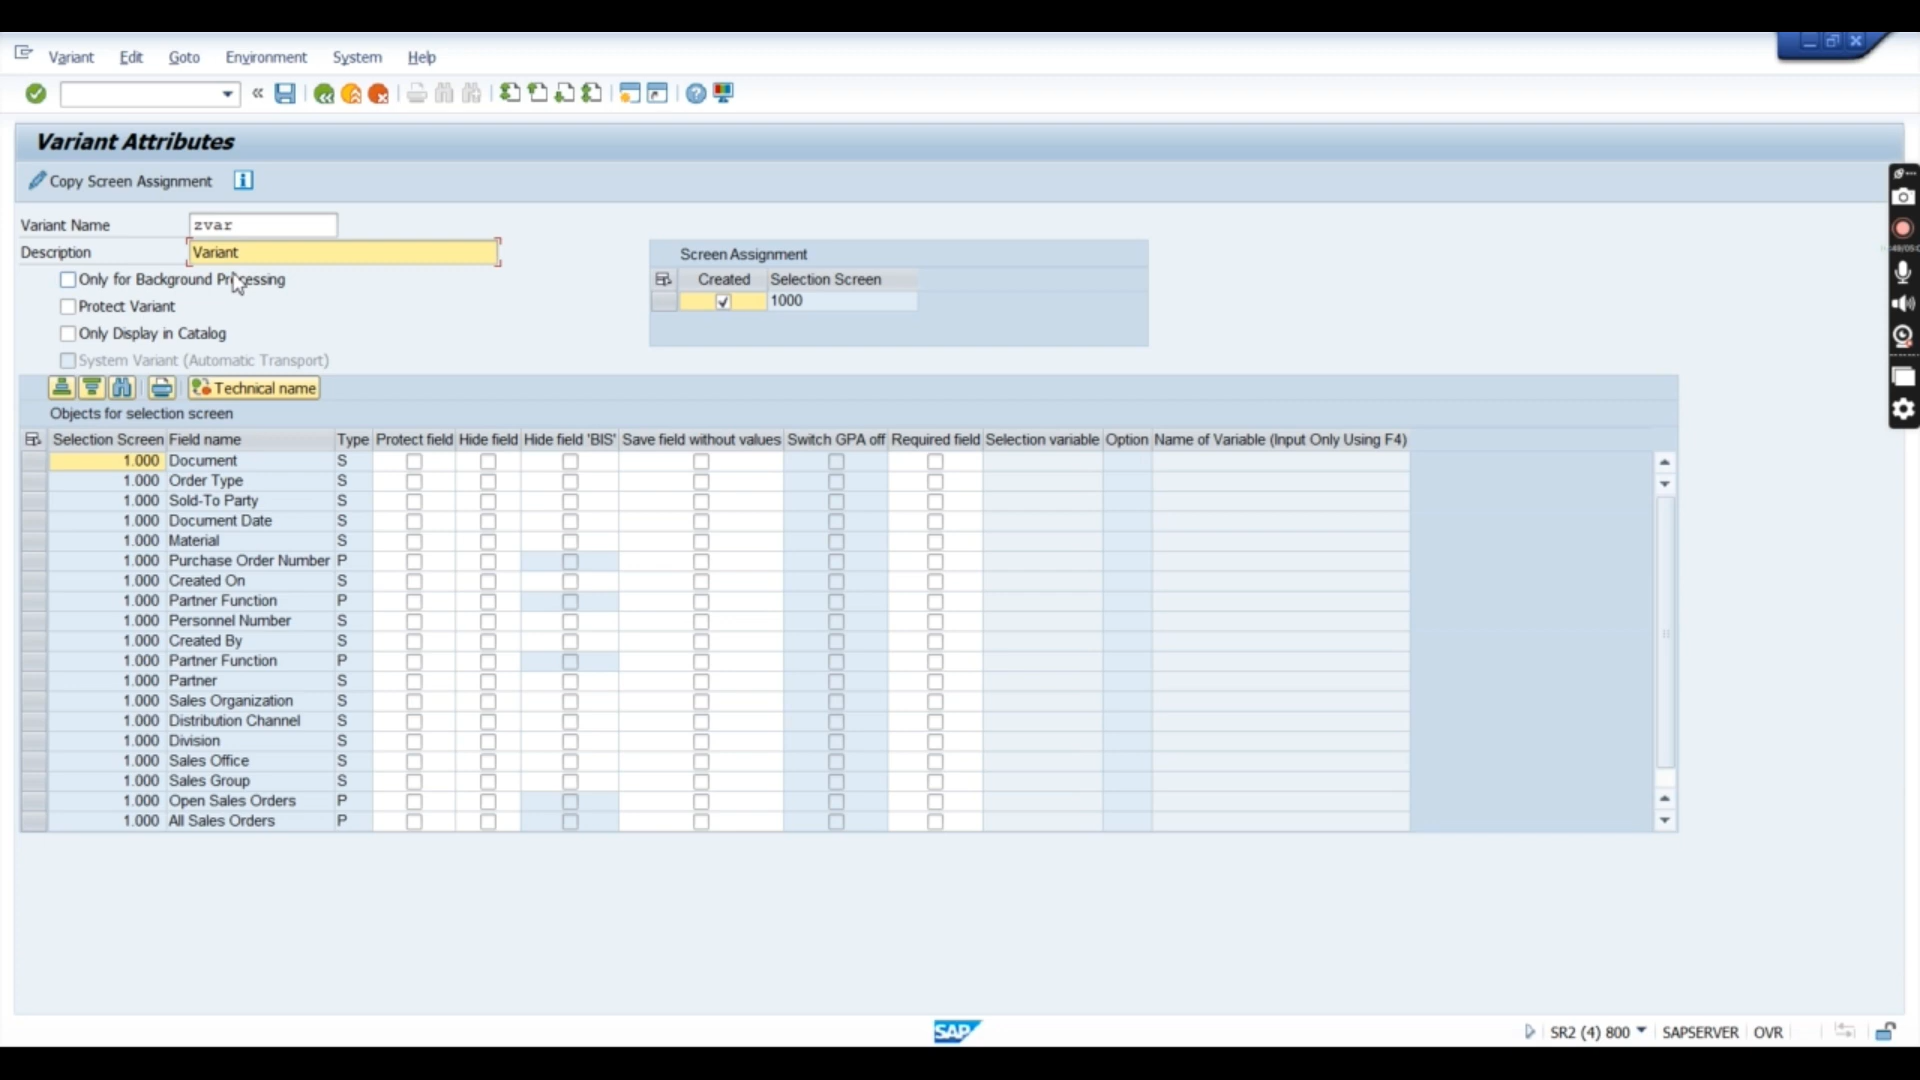 Variant Edit Goto Environment System Help
Variant Attributes
Copy Screen Assignment
Variant Name zvar
Description Variant
Only for Background Processing
Protect Variant
Only Display in Catalog
System Variant (Automatic Transport)
Screen Assignment
Created Selection Screen
1000
Technical name
Objects for selection screen
Selection Screen Field name Type Protect field Hide field Hide field 'BIS' Save field without values Switch GPA off Required field Selection variable Option Name of Variable (Input Only Using F4)
1.000 Document S
1.000 Order Type S
1.000 Sold-To Party S
1.000 Document Date S
1.000 Material S
1.000 Purchase Order Number P
1.000 Created On S
1.000 Partner Function P
1.000 Personnel Number S
1.000 Created By S
1.000 Partner Function P
1.000 Partner S
1.000 Sales Organization S
1.000 Distribution Channel S
1.000 Division S
1.000 Sales Office S
1.000 Sales Group S
1.000 Open Sales Orders P
1.000 All Sales Orders P
SAP
SR2 (4) 800 SAPSERVER OVR